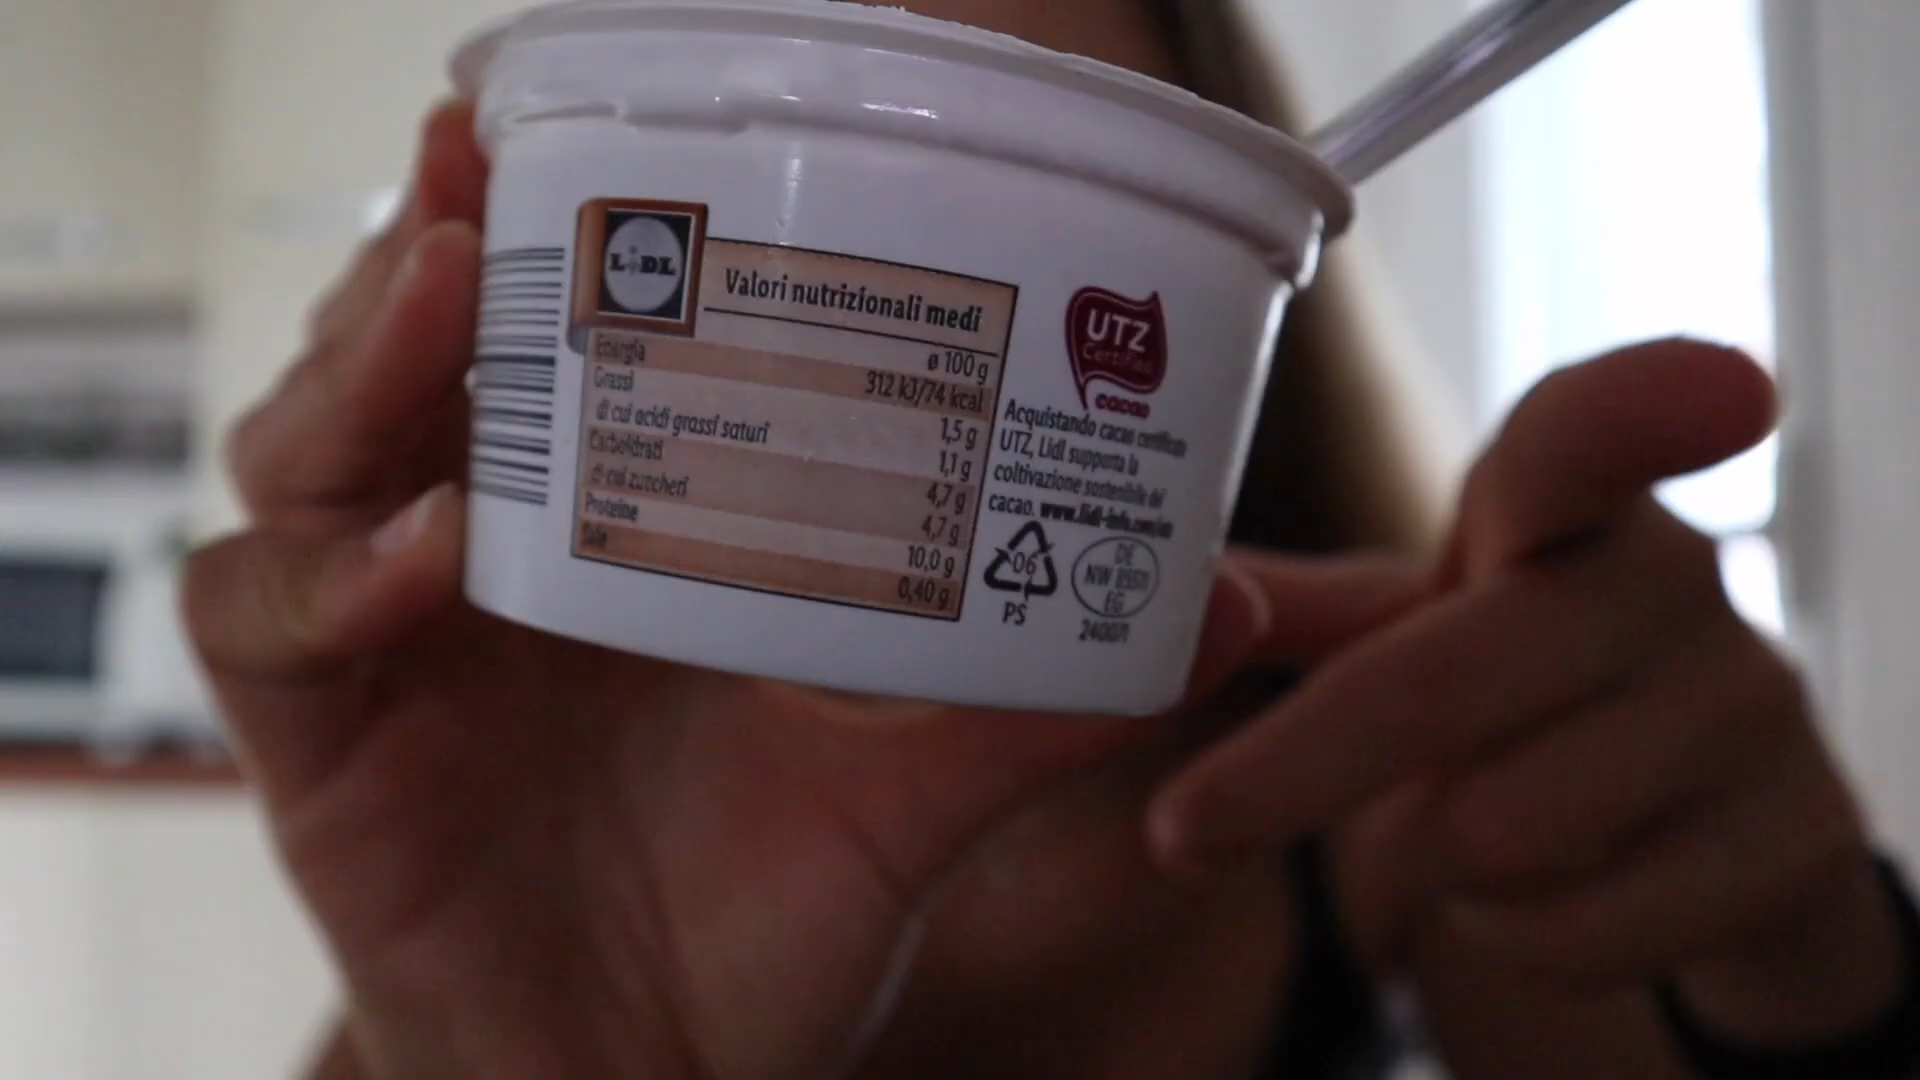 LIDL
Valori nutrizionali medi
ø 100 g
Energia 312 kJ/74 kcal
Grassi 1,5 g
di cui acidi grassi saturi 1,1 g
Carboidrati 4,7 g
di cui zuccheri 4,7 g
Proteine 10,0 g
Sale 0,40 g
UTZ
Certified
cacao
Acquistando cacao certificato
UTZ, Lidl supporta la
coltivazione sostenibile del
cacao.
06
PS
DE
NW
EG